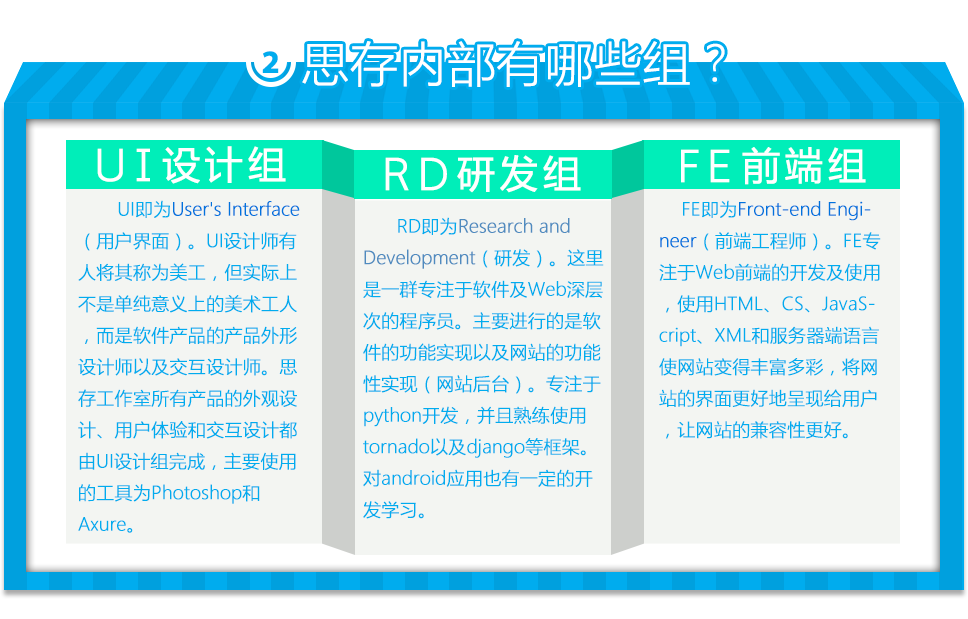 2 思存内部有哪些组？
UI设计组
UI即为User's Interface
（用户界面）。UI设计师有
人将其称为美工，但实际上
不是单纯意义上的美术工人
，而是软件产品的产品外形
设计师以及交互设计师。思
存工作室所有产品的外观设
计、用户体验和交互设计都
由UI设计组完成，主要使用
的工具为Photoshop和
Axure。
RD研发组
RD即为Research and
Development（研发）。这里
是一群专注于软件及Web深层
次的程序员。主要进行的是软
件的功能实现以及网站的功能
性实现（网站后台）。专注于
python开发，并且熟练使用
tornado以及django等框架。
对android应用也有一定的开
发学习。
FE前端组
FE即为Front-end Engi-
neer（前端工程师）。FE专
注于Web前端的开发及使用
，使用HTML、CS、JavaS-
cript、XML和服务器端语言
使网站变得丰富多彩，将网
站的界面更好地呈现给用户
，让网站的兼容性更好。